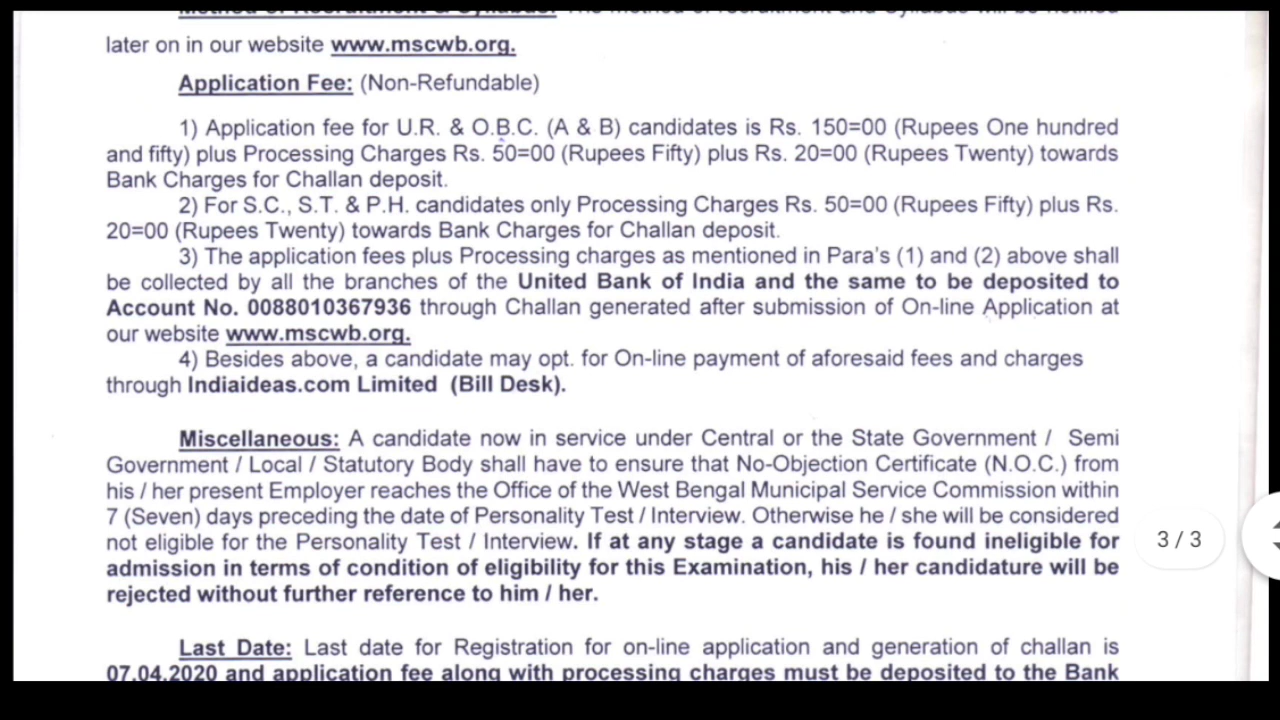 Method of Recruitment & Syllabus: The method of recruitment and Syllabus will be notified
later on in our website www.mscwb.org.
Application Fee: (Non-Refundable)
1) Application fee for U.R. & O.B.C. (A & B) candidates is Rs. 150=00 (Rupees One hundred
and fifty) plus Processing Charges Rs. 50=00 (Rupees Fifty) plus Rs. 20=00 (Rupees Twenty) towards
Bank Charges for Challan deposit.
2) For S.C., S.T. & P.H. candidates only Processing Charges Rs. 50=00 (Rupees Fifty) plus Rs.
20=00 (Rupees Twenty) towards Bank Charges for Challan deposit.
3) The application fees plus Processing charges as mentioned in Para's (1) and (2) above shall
be collected by all the branches of the United Bank of India and the same to be deposited to
Account No. 0088010367936 through Challan generated after submission of On-line Application at
our website www.mscwb.org.
4) Besides above, a candidate may opt. for On-line payment of aforesaid fees and charges
through Indiaideas.com Limited (Bill Desk).
Miscellaneous: A candidate now in service under Central or the State Government / Semi
Government / Local / Statutory Body shall have to ensure that No-Objection Certificate (N.O.C.) from
his / her present Employer reaches the Office of the West Bengal Municipal Service Commission within
7 (Seven) days preceding the date of Personality Test / Interview. Otherwise he / she will be considered
not eligible for the Personality Test / Interview. If at any stage a candidate is found ineligible for
admission in terms of condition of eligibility for this Examination, his / her candidature will be
rejected without further reference to him / her.
3 / 3
Last Date: Last date for Registration for on-line application and generation of challan is
07.04.2020 and application fee along with processing charges must be deposited to the Bank